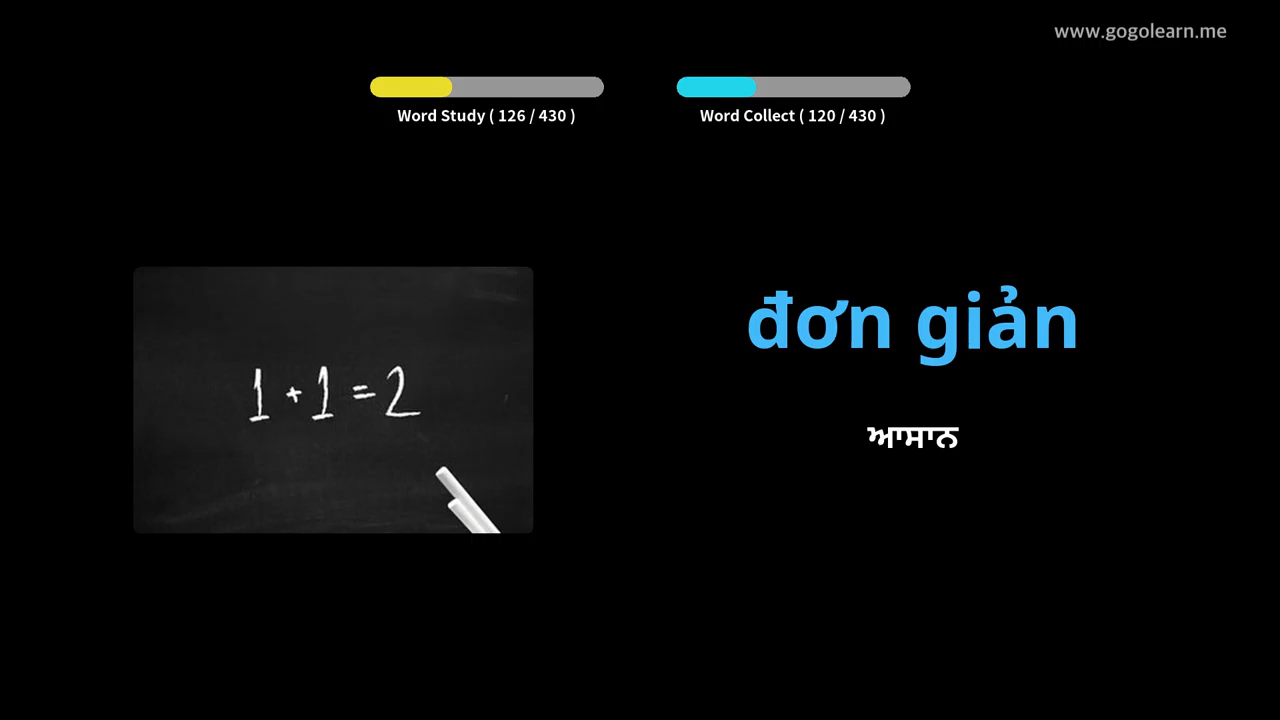 www.gogolearn.me
Word Study ( 126 / 430 )
Word Collect ( 120 / 430 )
1 + 1 = 2
đơn giản
ਆਸਾਨ